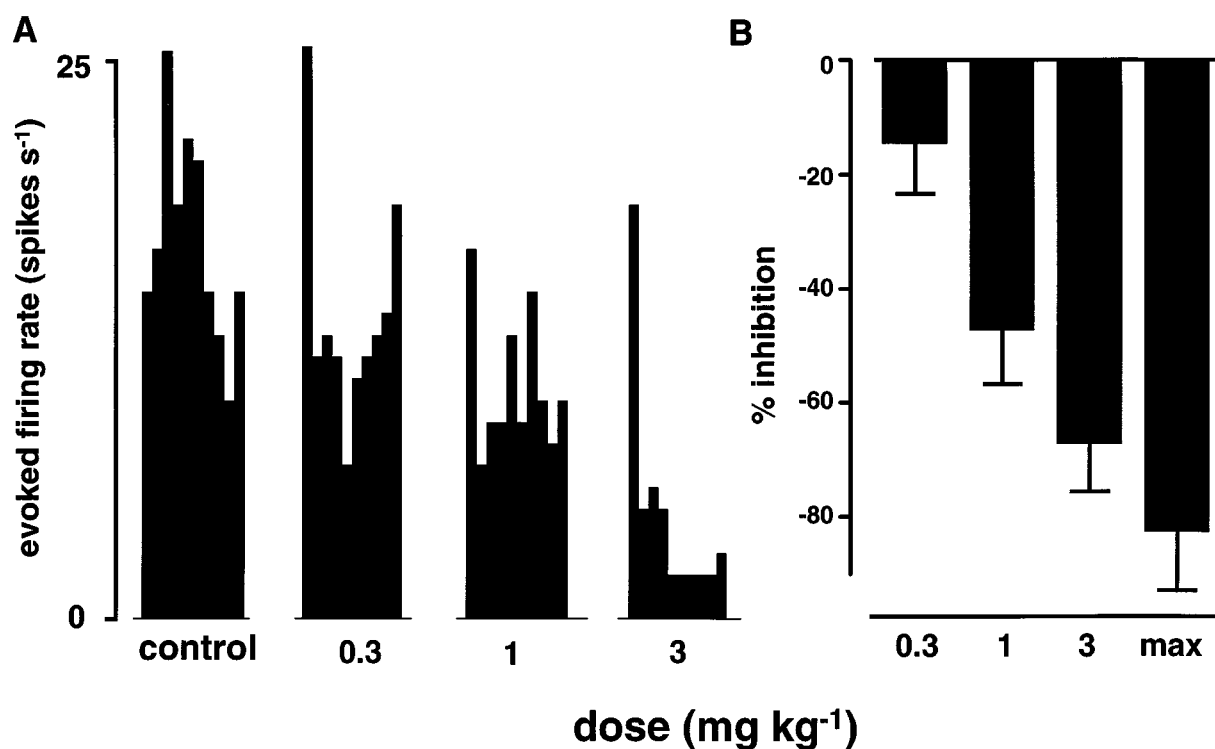 A
25
0
evoked firing rate (spikes s-1)
control
0.3
1
3
B
0
-20
-40
-60
-80
% inhibition
0.3
1
3
max
dose (mg kg-1)